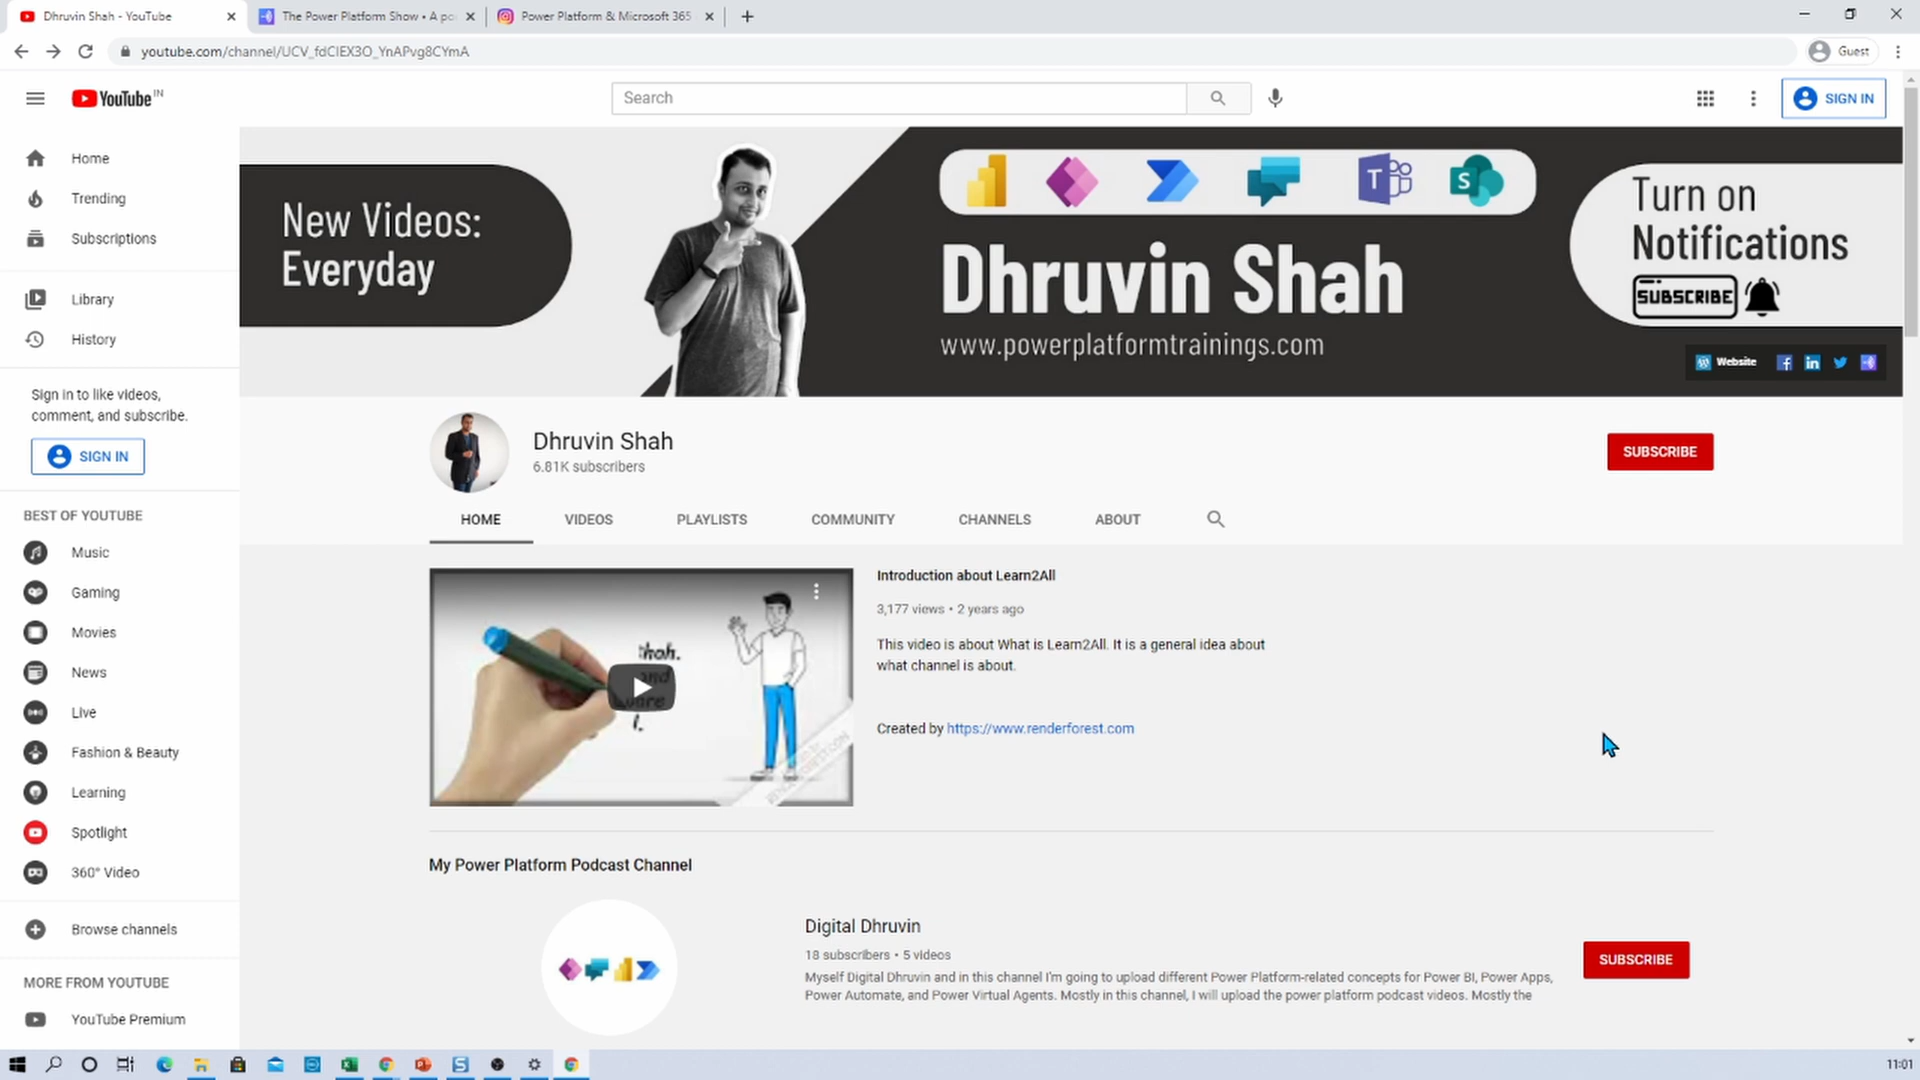 Dhruvin Shah - YouTube
The Power Platform Show • A po
Power Platform & Microsoft 365
youtube.com/channel/UCV_fdCIEX3O_YnAPvg8CYmA
Guest
YouTube IN
Search
SIGN IN
Home
Trending
Subscriptions
Library
History
Sign in to like videos,
comment, and subscribe.
SIGN IN
BEST OF YOUTUBE
Music
Gaming
Movies
News
Live
Fashion & Beauty
Learning
Spotlight
360° Video
Browse channels
MORE FROM YOUTUBE
YouTube Premium
New Videos:
Everyday
T
S
Dhruvin Shah
www.powerplatformtrainings.com
Turn on
Notifications
SUBSCRIBE
Website
Dhruvin Shah
6.81K subscribers
SUBSCRIBE
HOME
VIDEOS
PLAYLISTS
COMMUNITY
CHANNELS
ABOUT
Introduction about Learn2All
3,177 views • 2 years ago
This video is about What is Learn2All. It is a general idea about
what channel is about.
Created by https://www.renderforest.com
My Power Platform Podcast Channel
Digital Dhruvin
18 subscribers • 5 videos
Myself Digital Dhruvin and in this channel I'm going to upload different Power Platform-related concepts for Power BI, Power Apps,
Power Automate, and Power Virtual Agents. Mostly in this channel, I will upload the power platform podcast videos. Mostly the
SUBSCRIBE
11:01